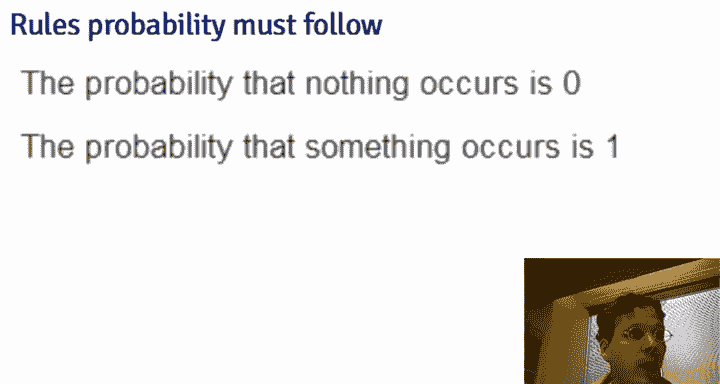 Rules probability must follow
The probability that nothing occurs is 0
The probability that something occurs is 1